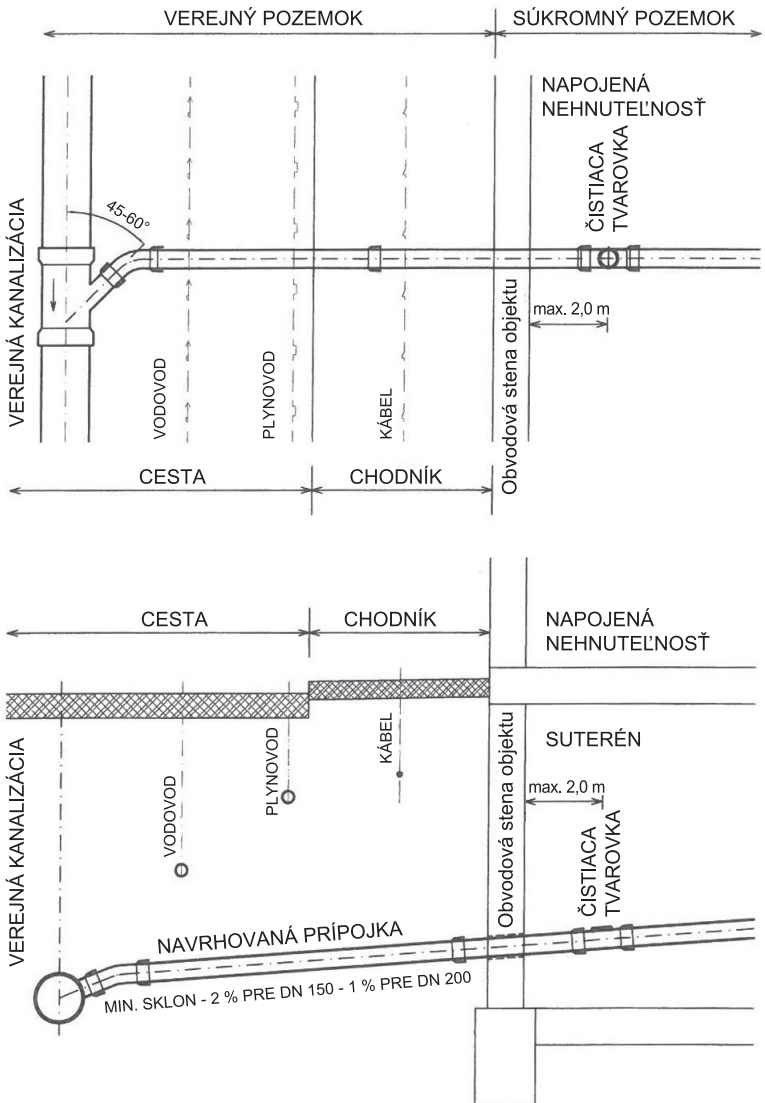 VEREJNÝ POZEMOK
SÚKROMNÝ POZEMOK
NAPOJENÁ
NEHNUTEĽNOSŤ
ČISTIACA
TVAROVKA
45-60°
VEREJNÁ KANALIZÁCIA
max. 2,0 m
VODOVOD
PLYNOVOD
KÁBEL
Obvodová stena objektu
CESTA
CHODNÍK
CESTA
CHODNÍK
NAPOJENÁ
NEHNUTEĽNOSŤ
VEREJNÁ KANALIZÁCIA
VODOVOD
PLYNOVOD
KÁBEL
Obvodová stena objektu
SUTERÉN
max. 2,0 m
ČISTIACA
TVAROVKA
NAVRHOVANÁ PRÍPOJKA
MIN. SKLON - 2 % PRE DN 150 - 1 % PRE DN 200